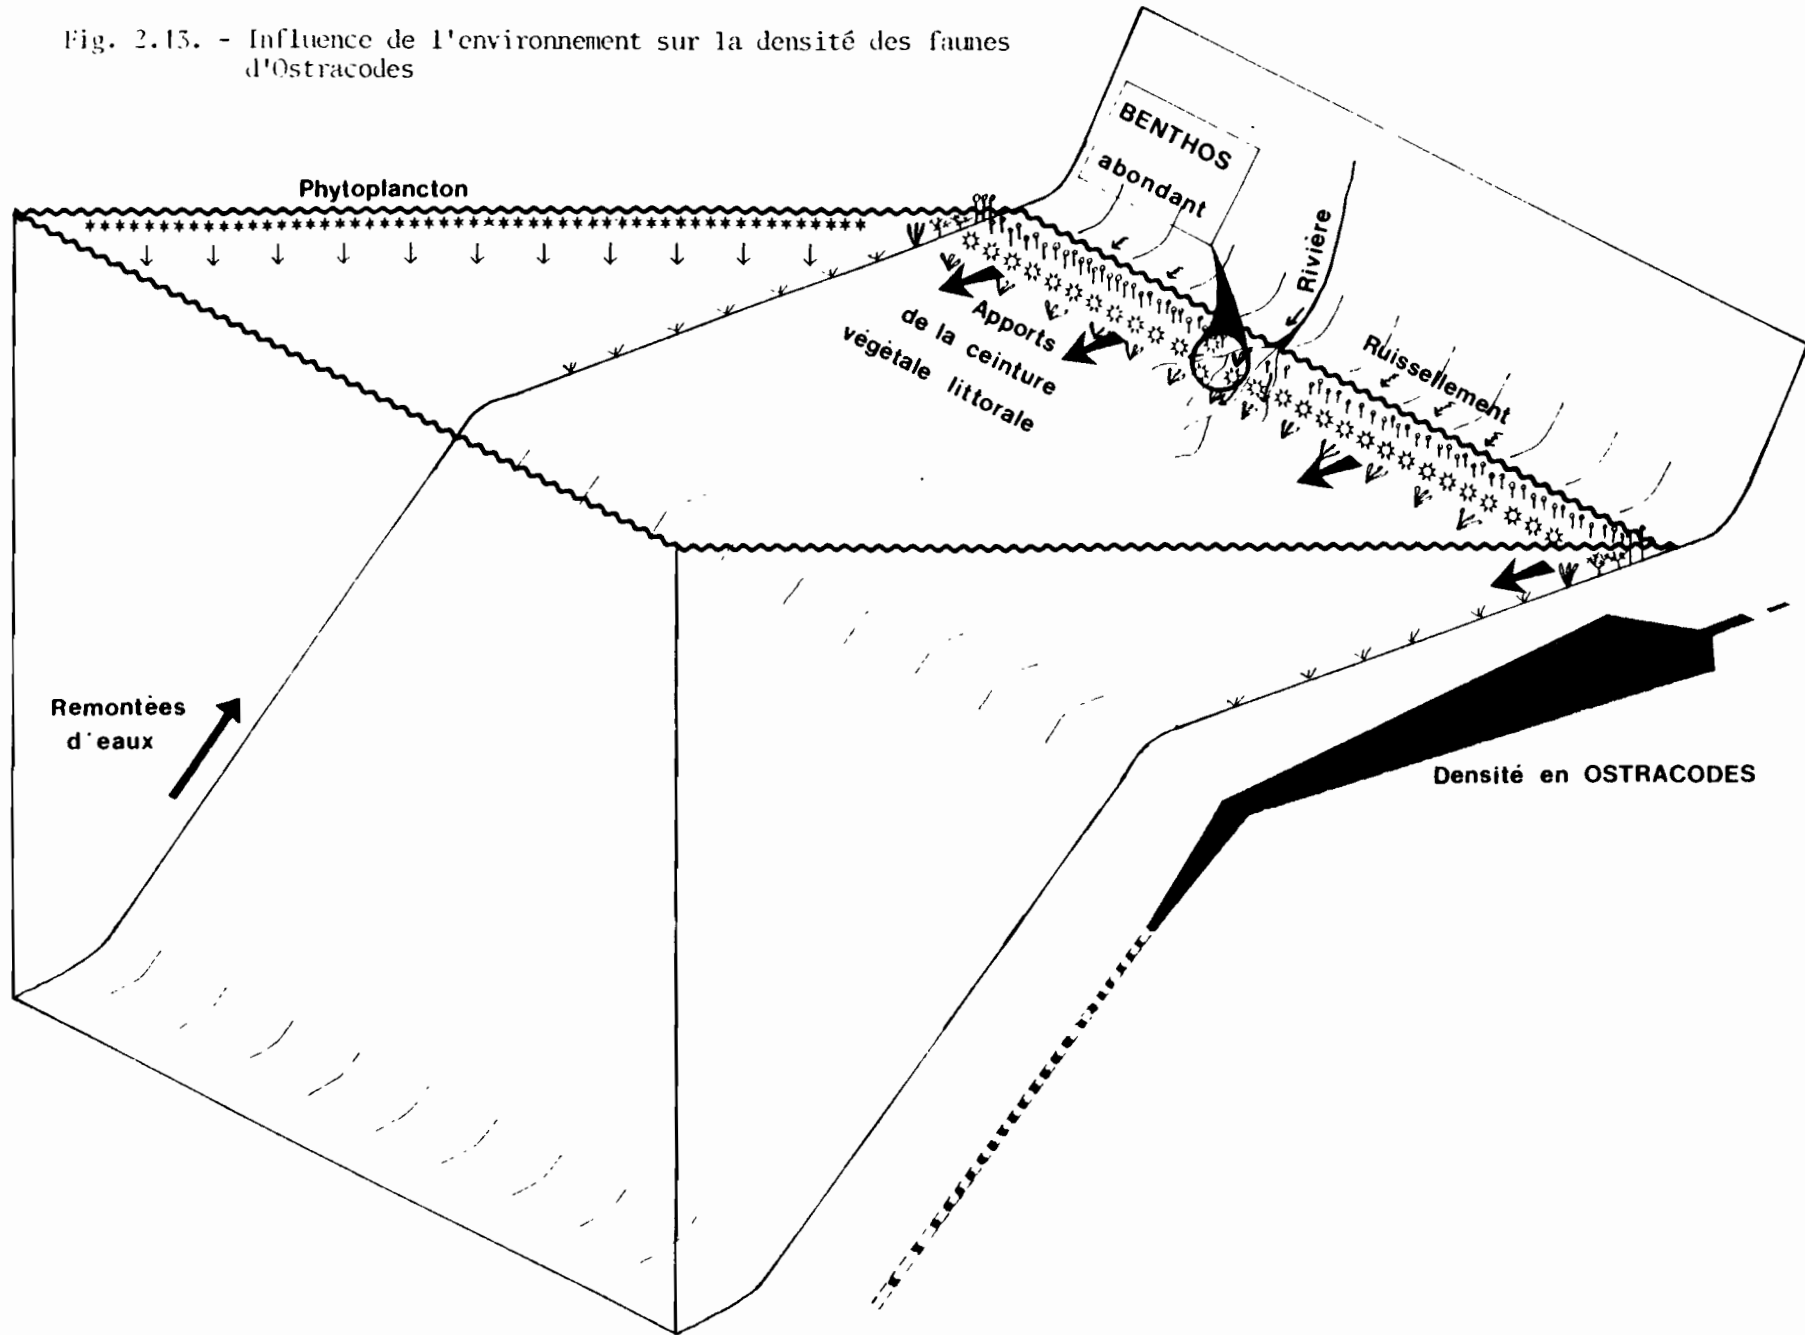 Fig. 2.13. - Influence de l'environnement sur la densité des faunes
d'Ostracodes
BENTHOS
abondant
Phytoplancton
Rivière
Apports
de la ceinture
végétale littorale
Ruissellement
Remontées
d'eaux
Densité en OSTRACODES